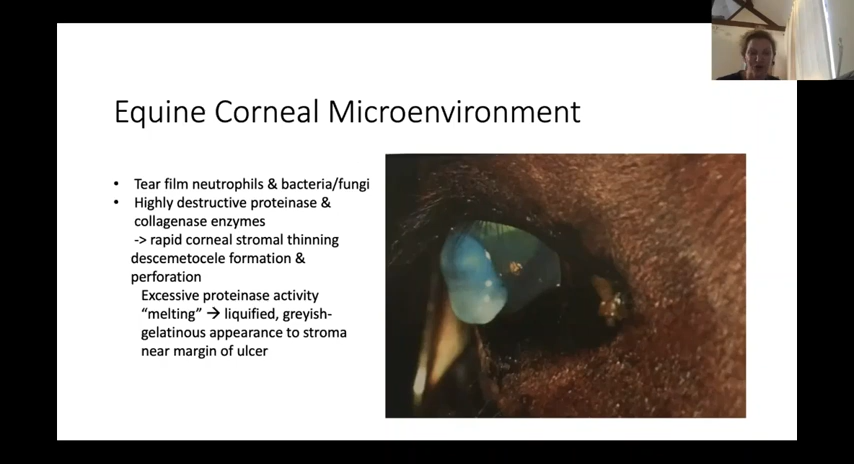 Equine Corneal Microenvironment
• Tear film neutrophils & bacteria/fungi
• Highly destructive proteinase &
collagenase enzymes
-> rapid corneal stromal thinning
descemetocele formation &
perforation
Excessive proteinase activity
“melting” → liquified, greyish-
gelatinous appearance to stroma
near margin of ulcer